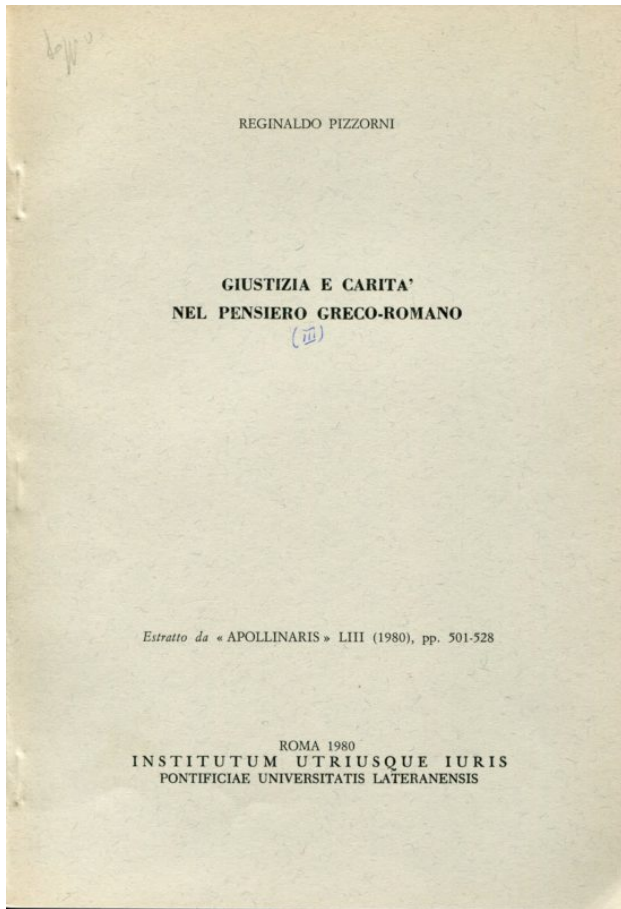 REGINALDO PIZZORNI
GIUSTIZIA E CARITA'
NEL PENSIERO GRECO-ROMANO
(III)
Estratto da « APOLLINARIS » LIII (1980), pp. 501-528
ROMA 1980
INSTITUTUM UTRIUSQUE IURIS
PONTIFICIAE UNIVERSITATIS LATERANENSIS